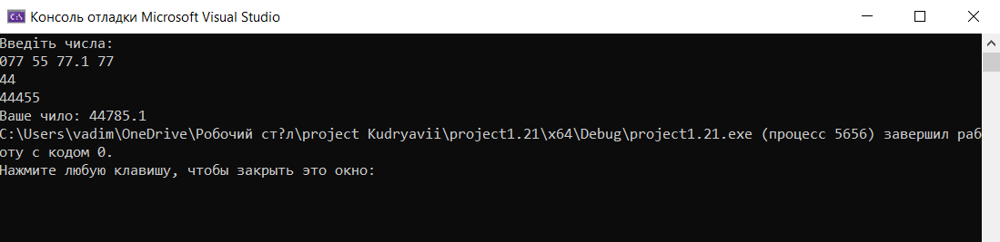 Консоль отладки Microsoft Visual Studio
Введіть числа:
077 55 77.1 77
44
44455
Ваше чило: 44785.1
C:\Users\vadim\OneDrive\Робочий ст?л\project Kudryavii\project1.21\x64\Debug\project1.21.exe (процесс 5656) завершил раб
оту с кодом 0.
Нажмите любую клавишу, чтобы закрыть это окно: